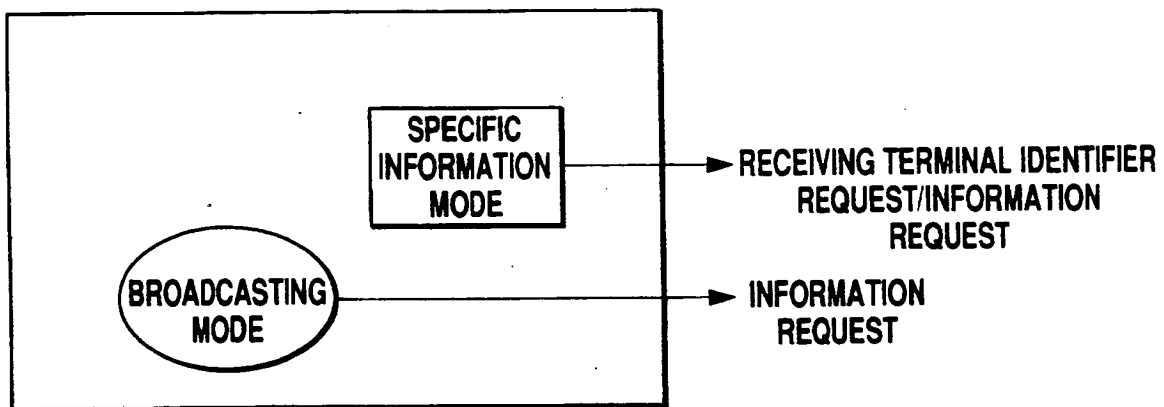 SPECIFIC
INFORMATION
MODE
RECEIVING TERMINAL IDENTIFIER
REQUEST/INFORMATION
REQUEST
BROADCASTING
MODE
INFORMATION
REQUEST